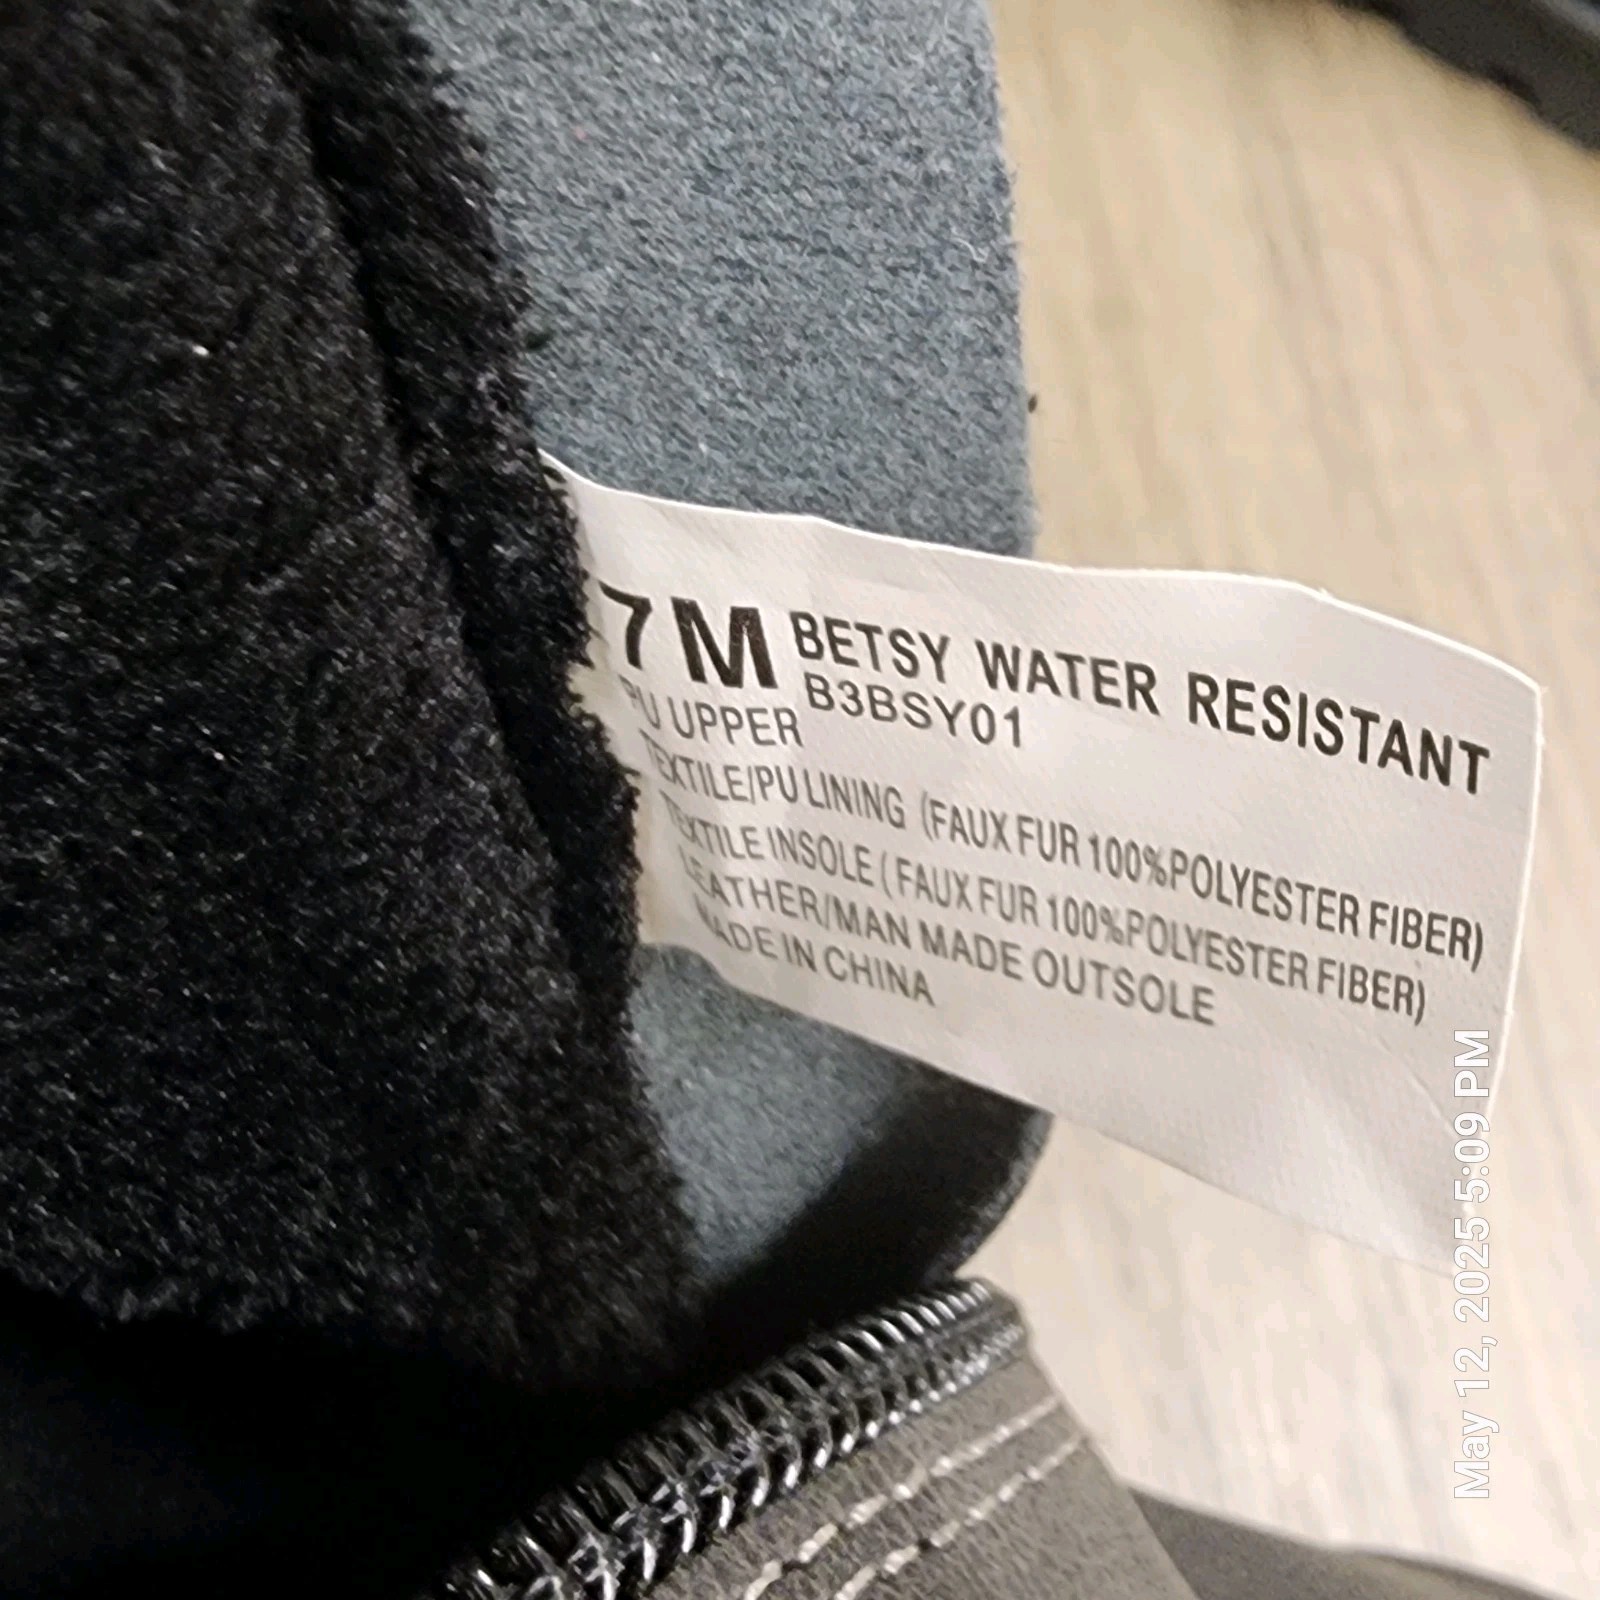 7 M BETSY WATER RESISTANT
B3BSY01
PU UPPER
TEXTILE/PU LINING (FAUX FUR 100%POLYESTER FIBER)
TEXTILE INSOLE ( FAUX FUR 100%POLYESTER FIBER)
LEATHER/MAN MADE OUTSOLE
MADE IN CHINA
May 12, 2025 5:09 PM